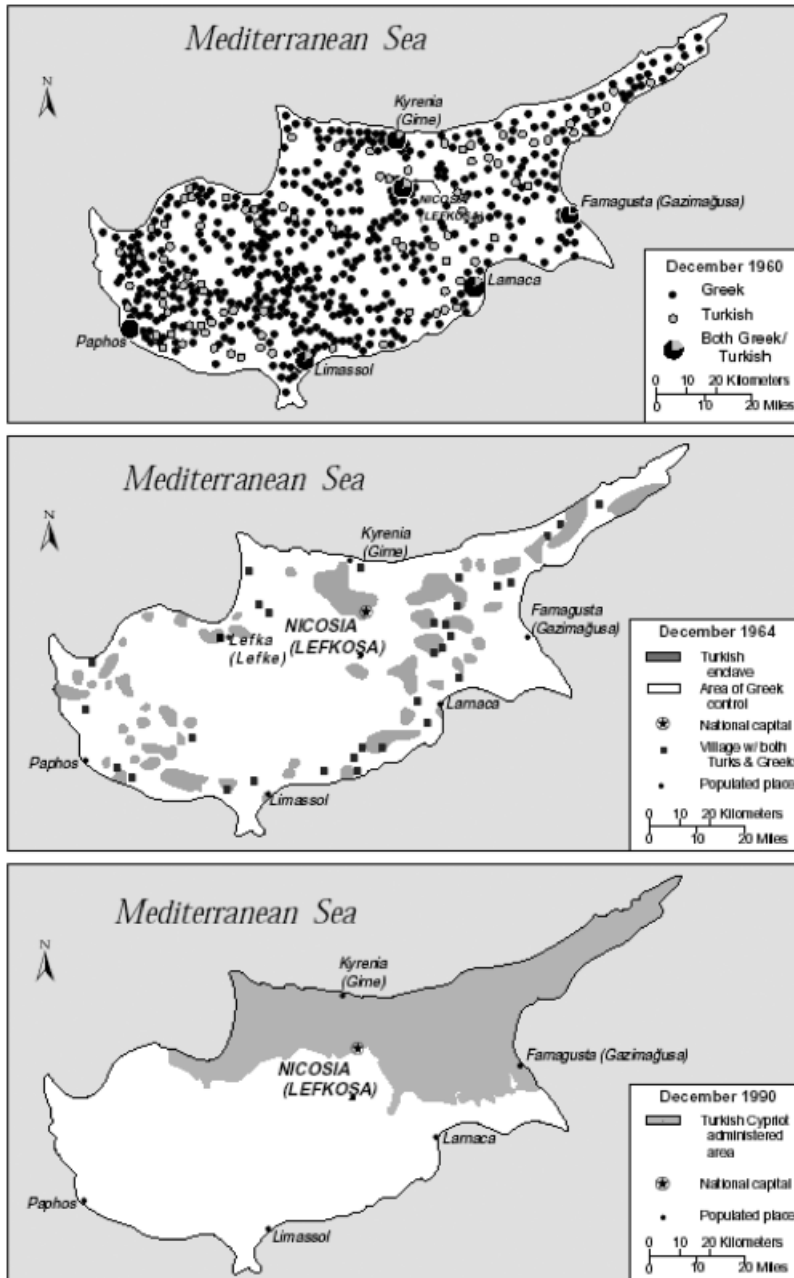 Mediterranean Sea
N
Kyrenia
(Girne)
NICOSIA
(LEFKOŞA)
Famagusta (Gazimağusa)
Larnaca
Paphos
Limassol
December 1960
Greek
Turkish
Both Greek/
Turkish
0 10 20 Kilometers
0 10 20 Miles
Mediterranean Sea
N
Kyrenia
(Girne)
NICOSIA
(LEFKOŞA)
Lefka
(Lefke)
Famagusta
(Gazimağusa)
Larnaca
Paphos
Limassol
December 1964
Turkish
enclave
Area of Greek
control
National capital
Village w/ both
Turks & Greeks
Populated place
0 10 20 Kilometers
0 10 20 Miles
Mediterranean Sea
N
Kyrenia
(Girne)
NICOSIA
(LEFKOŞA)
Famagusta (Gazimağusa)
Larnaca
Paphos
Limassol
December 1990
Turkish Cypriot
administered
area
National capital
Populated place
0 10 20 Kilometers
0 10 20 Miles